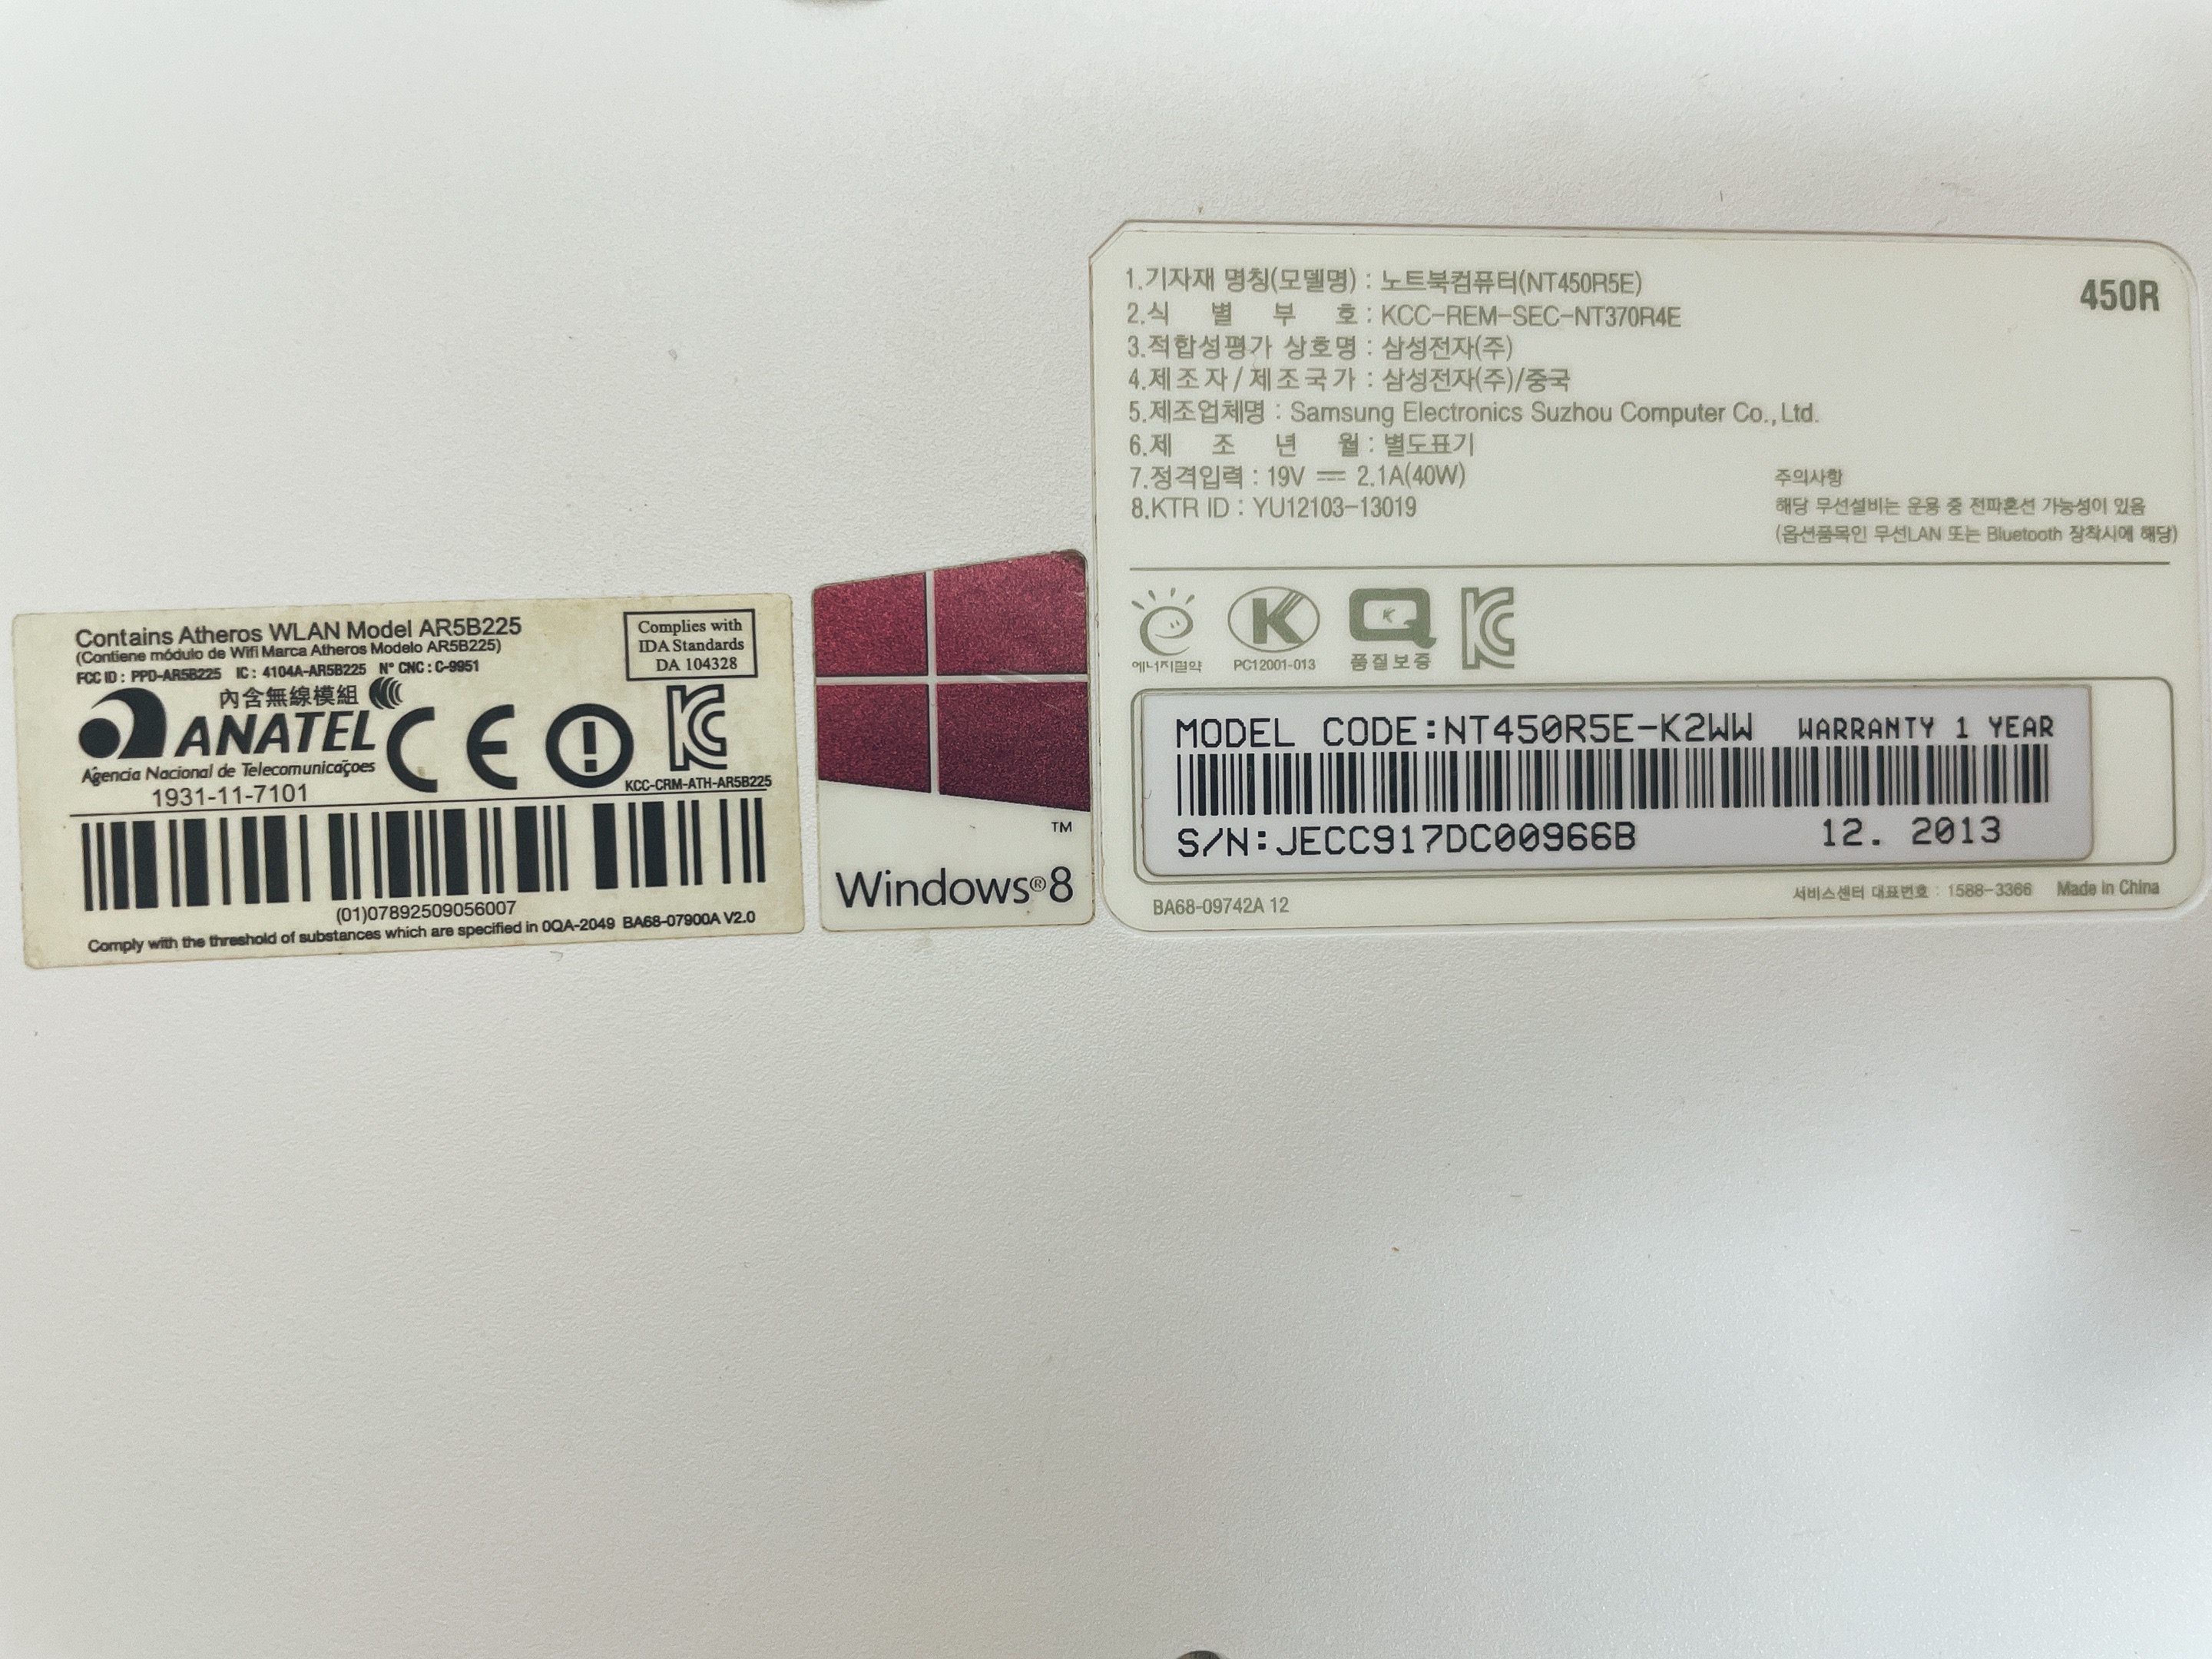 Contains Atheros WLAN Model AR5B225
(Contiene módulo de Wifi Marca Atheros Modelo AR5B225)
FCC ID : PPD-AR5B225 IC : 4104A-AR5B225 N° CNC : C-9951
內含無線模組
ANATEL
Agencia Nacional de Telecomunicaçoes
1931-11-7101
Complies with
IDA Standards
DA 104328
CE
KCC-CRM-ATH-AR5B225
(01)07892509056007
Comply with the threshold of substances which are specified in 0QA-2049 BA68-07900A V2.0
TM
Windows®8
450R
1.기자재 명칭(모델명) : 노트북컴퓨터(NT450R5E)
2.식 별 부 호 : KCC-REM-SEC-NT370R4E
3.적합성평가 상호명 : 삼성전자(주)
4.제조자/제조국가 : 삼성전자(주)/중국
5.제조업체명 : Samsung Electronics Suzhou Computer Co., Ltd.
6.제 조 년 월 : 별도표기
7.정격입력 : 19V ⎓ 2.1A(40W)
8.KTR ID : YU12103-13019
주의사항
해당 무선설비는 운용 중 전파혼선 가능성이 있음
(옵션품목인 무선LAN 또는 Bluetooth 장착시에 해당)
에너지절약
K
PC12001-013
품질보증
MODEL CODE:NT450R5E-K2WW WARRANTY 1 YEAR
S/N:JECC917DC00966B 12. 2013
BA68-09742A 12
서비스센터 대표번호 : 1588-3366 Made in China